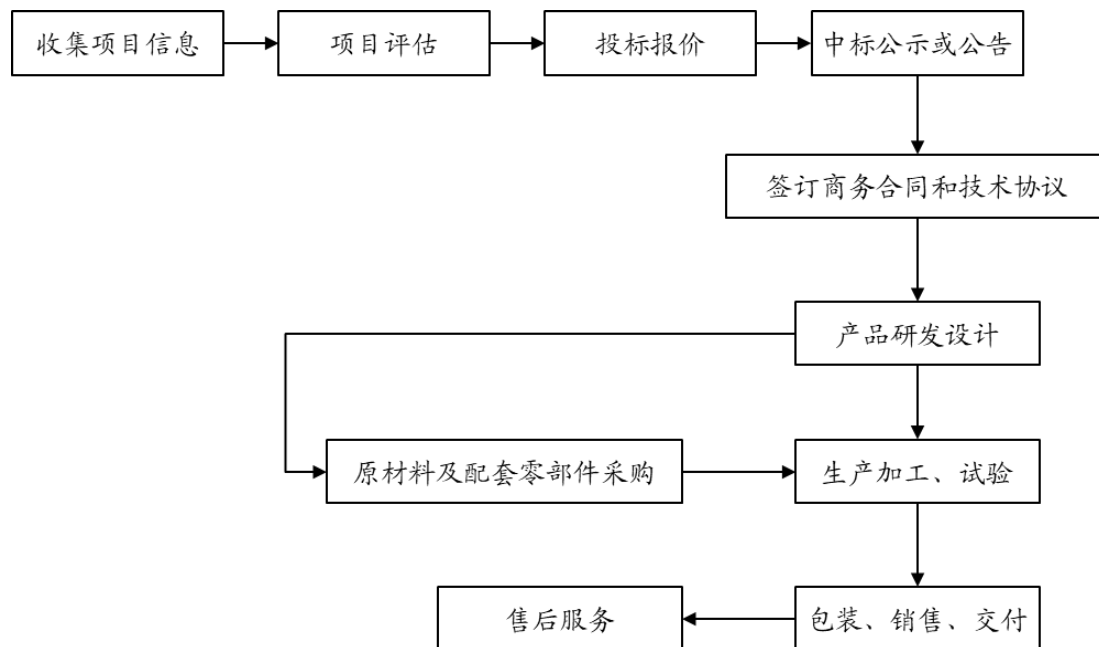 收集项目信息
项目评估
投标报价
中标公示或公告
签订商务合同和技术协议
产品研发设计
原材料及配套零部件采购
生产加工、试验
售后服务
包装、销售、交付